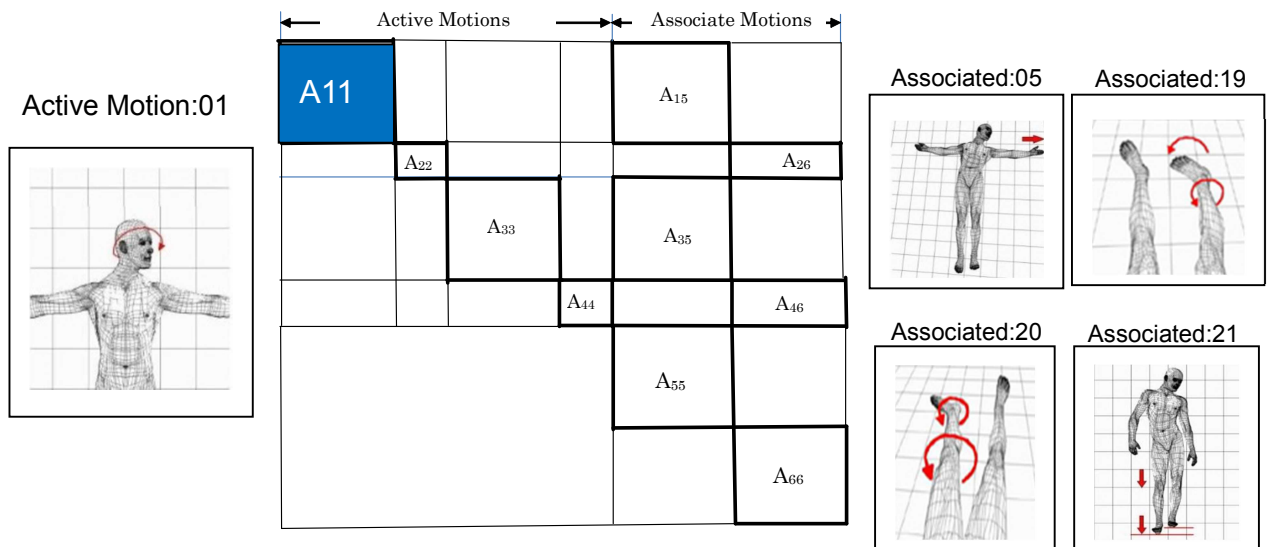 Active Motions Associate Motions
Active Motion:01
A11
A₁₅
A₂₂
A₂₆
A₃₃
A₃₅
A₄₄
A₄₆
A₅₅
A₆₆
Associated:05
Associated:19
Associated:20
Associated:21